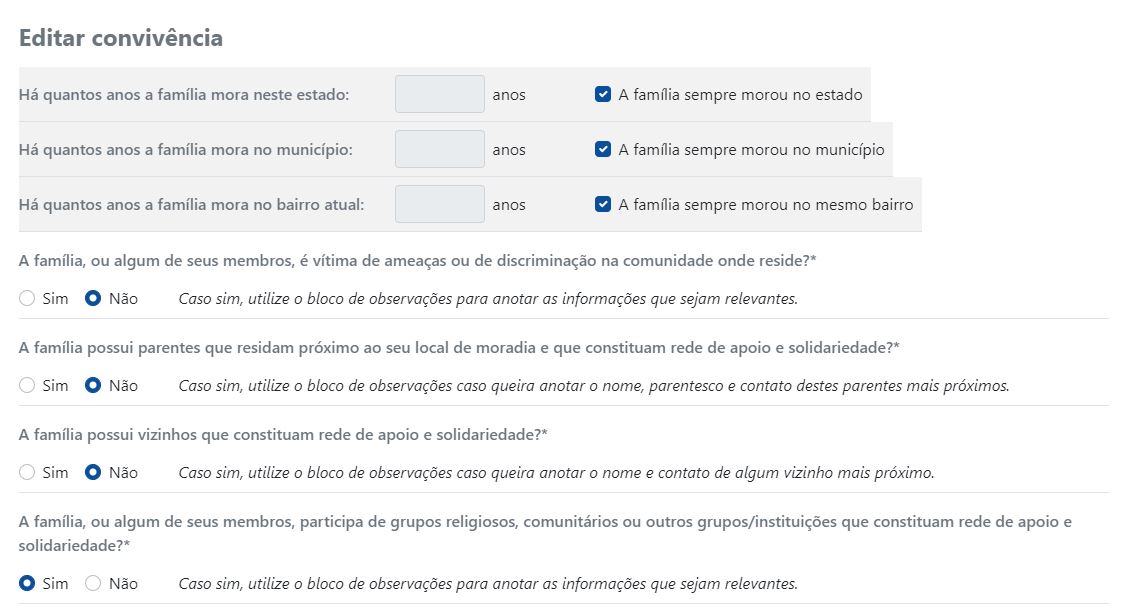 Editar convivência
Há quantos anos a família mora neste estado: anos A família sempre morou no estado
Há quantos anos a família mora no município: anos A família sempre morou no município
Há quantos anos a família mora no bairro atual: anos A família sempre morou no mesmo bairro
A família, ou algum de seus membros, é vítima de ameaças ou de discriminação na comunidade onde reside?*
Sim Não Caso sim, utilize o bloco de observações para anotar as informações que sejam relevantes.
A família possui parentes que residam próximo ao seu local de moradia e que constituam rede de apoio e solidariedade?*
Sim Não Caso sim, utilize o bloco de observações caso queira anotar o nome, parentesco e contato destes parentes mais próximos.
A família possui vizinhos que constituam rede de apoio e solidariedade?*
Sim Não Caso sim, utilize o bloco de observações caso queira anotar o nome e contato de algum vizinho mais próximo.
A família, ou algum de seus membros, participa de grupos religiosos, comunitários ou outros grupos/instituições que constituam rede de apoio e
solidariedade?*
Sim Não Caso sim, utilize o bloco de observações para anotar as informações que sejam relevantes.